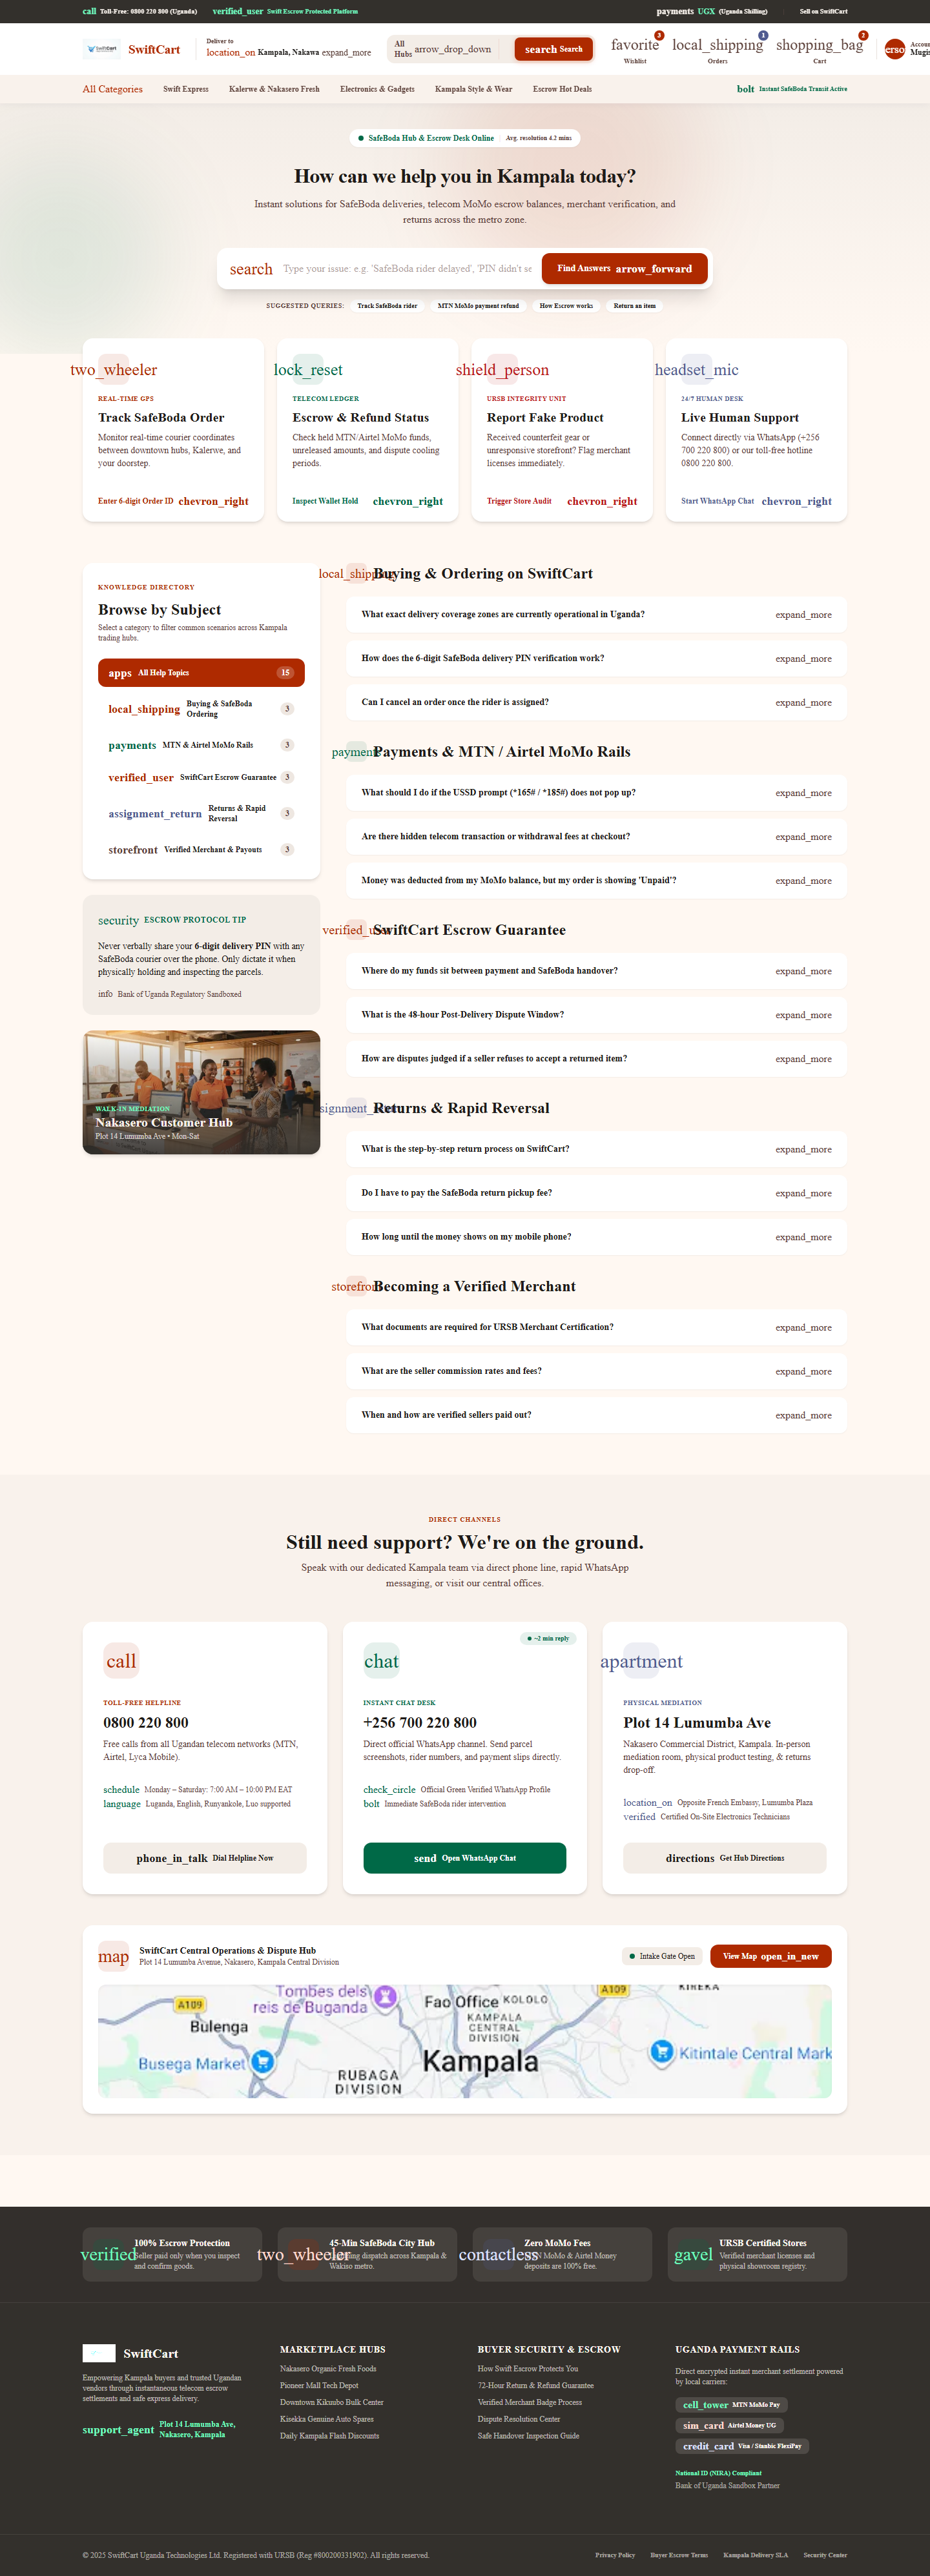 call Toll-Free: 0800 220 800 (Uganda) verified_user Swift Escrow Protected Platform payments UGX (Uganda Shilling) Sell on SwiftCart
SwiftCart
Deliver to
location_on Kampala, Nakawa expand_more
All Hubs arrow_drop_down
search Search
favorite 3 Wishlist
local_shipping 1 Orders
shopping_bag 2 Cart
All Categories Swift Express Kalerwe & Nakasero Fresh Electronics & Gadgets Kampala Style & Wear Escrow Hot Deals bolt Instant SafeBoda Transit Active
SafeBoda Hub & Escrow Desk Online Avg. resolution 4.2 mins
How can we help you in Kampala today?
Instant solutions for SafeBoda deliveries, telecom MoMo escrow balances, merchant verification, and
returns across the metro zone.
search Type your issue: e.g. 'SafeBoda rider delayed', 'PIN didn't se Find Answers arrow_forward
SUGGESTED QUERIES: Track SafeBoda rider MTN MoMo payment refund How Escrow works Return an item
two_wheeler
REAL-TIME GPS
Track SafeBoda Order
Monitor real-time courier coordinates
between downtown hubs, Kalerwe, and
your doorstep.
Enter 6-digit Order ID chevron_right
lock_reset
TELECOM LEDGER
Escrow & Refund Status
Check held MTN/Airtel MoMo funds,
unreleased amounts, and dispute cooling
periods.
Inspect Wallet Hold chevron_right
shield_person
URSB INTEGRITY UNIT
Report Fake Product
Received counterfeit gear or
unresponsive storefront? Flag merchant
licenses immediately.
Trigger Store Audit chevron_right
headset_mic
24/7 HUMAN DESK
Live Human Support
Connect directly via WhatsApp (+256
700 220 800) or our toll-free hotline
0800 220 800.
Start WhatsApp Chat chevron_right
KNOWLEDGE DIRECTORY
Browse by Subject
Select a category to filter common scenarios across Kampala
trading hubs.
apps All Help Topics 15
local_shipping Buying & SafeBoda Ordering 3
payments MTN & Airtel MoMo Rails 3
verified_user SwiftCart Escrow Guarantee 3
assignment_return Returns & Rapid Reversal 3
storefront Verified Merchant & Payouts 3
security ESCROW PROTOCOL TIP
Never verbally share your 6-digit delivery PIN with any
SafeBoda courier over the phone. Only dictate it when
physically holding and inspecting the parcels.
info Bank of Uganda Regulatory Sandboxed
WALK-IN MEDIATION
Nakasero Customer Hub
Plot 14 Lumumba Ave • Mon-Sat
Buying & Ordering on SwiftCart
What exact delivery coverage zones are currently operational in Uganda? expand_more
How does the 6-digit SafeBoda delivery PIN verification work? expand_more
Can I cancel an order once the rider is assigned? expand_more
Payments & MTN / Airtel MoMo Rails
What should I do if the USSD prompt (*165# / *185#) does not pop up? expand_more
Are there hidden telecom transaction or withdrawal fees at checkout? expand_more
Money was deducted from my MoMo balance, but my order is showing 'Unpaid'? expand_more
SwiftCart Escrow Guarantee
Where do my funds sit between payment and SafeBoda handover? expand_more
What is the 48-hour Post-Delivery Dispute Window? expand_more
How are disputes judged if a seller refuses to accept a returned item? expand_more
Returns & Rapid Reversal
What is the step-by-step return process on SwiftCart? expand_more
Do I have to pay the SafeBoda return pickup fee? expand_more
How long until the money shows on my mobile phone? expand_more
Becoming a Verified Merchant
What documents are required for URSB Merchant Certification? expand_more
What are the seller commission rates and fees? expand_more
When and how are verified sellers paid out? expand_more
DIRECT CHANNELS
Still need support? We're on the ground.
Speak with our dedicated Kampala team via direct phone line, rapid WhatsApp
messaging, or visit our central offices.
call
TOLL-FREE HELPLINE
0800 220 800
Free calls from all Ugandan telecom networks (MTN,
Airtel, Lyca Mobile).
schedule Monday – Saturday: 7:00 AM – 10:00 PM EAT
language Luganda, English, Runyankole, Luo supported
phone_in_talk Dial Helpline Now
chat
~2 min reply
INSTANT CHAT DESK
+256 700 220 800
Direct official WhatsApp channel. Send parcel
screenshots, rider numbers, and payment slips directly.
check_circle Official Green Verified WhatsApp Profile
bolt Immediate SafeBoda rider intervention
send Open WhatsApp Chat
apartment
PHYSICAL MEDIATION
Plot 14 Lumumba Ave
Nakasero Commercial District, Kampala. In-person
mediation room, physical product testing, & returns
drop-off.
location_on Opposite French Embassy, Lumumba Plaza
verified Certified On-Site Electronics Technicians
directions Get Hub Directions
map
SwiftCart Central Operations & Dispute Hub
Plot 14 Lumumba Avenue, Nakasero, Kampala Central Division
Intake Gate Open
View Map open_in_new
Tombes des
reis de Buganda
A109
Bulenga
Busega Market
RUBAGA
DIVISION
Fao Office
KOLOLO
KAMPALA
CENTRAL
DIVISION
Kampala
A109
KIREKA
Kitintale Central Mark
verified
100% Escrow Protection
Seller paid only when you inspect
and confirm goods.
two_wheeler
45-Min SafeBoda City Hub
dispatch across Kampala &
Wakiso metro.
contactless
Zero MoMo Fees
MoMo & Airtel Money
deposits are 100% free.
gavel
URSB Certified Stores
Verified merchant licenses and
physical showroom registry.
SwiftCart
Empowering Kampala buyers and trusted Ugandan
vendors through instantaneous telecom escrow
settlements and safe express delivery.
support_agent Plot 14 Lumumba Ave,
Nakasero, Kampala
MARKETPLACE HUBS
Nakasero Organic Fresh Foods
Pioneer Mall Tech Depot
Downtown Kikuubo Bulk Center
Kisekka Genuine Auto Spares
Daily Kampala Flash Discounts
BUYER SECURITY & ESCROW
How Swift Escrow Protects You
72-Hour Return & Refund Guarantee
Verified Merchant Badge Process
Dispute Resolution Center
Safe Handover Inspection Guide
UGANDA PAYMENT RAILS
Direct encrypted instant merchant settlement powered
by local carriers:
cell_tower MTN MoMo Pay
sim_card Airtel Money UG
credit_card Visa / Stanbic FlexiPay
National ID (NIRA) Compliant
Bank of Uganda Sandbox Partner
© 2025 SwiftCart Uganda Technologies Ltd. Registered with URSB (Reg #800200331902). All rights reserved.
Privacy Policy Buyer Escrow Terms Kampala Delivery SLA Security Center